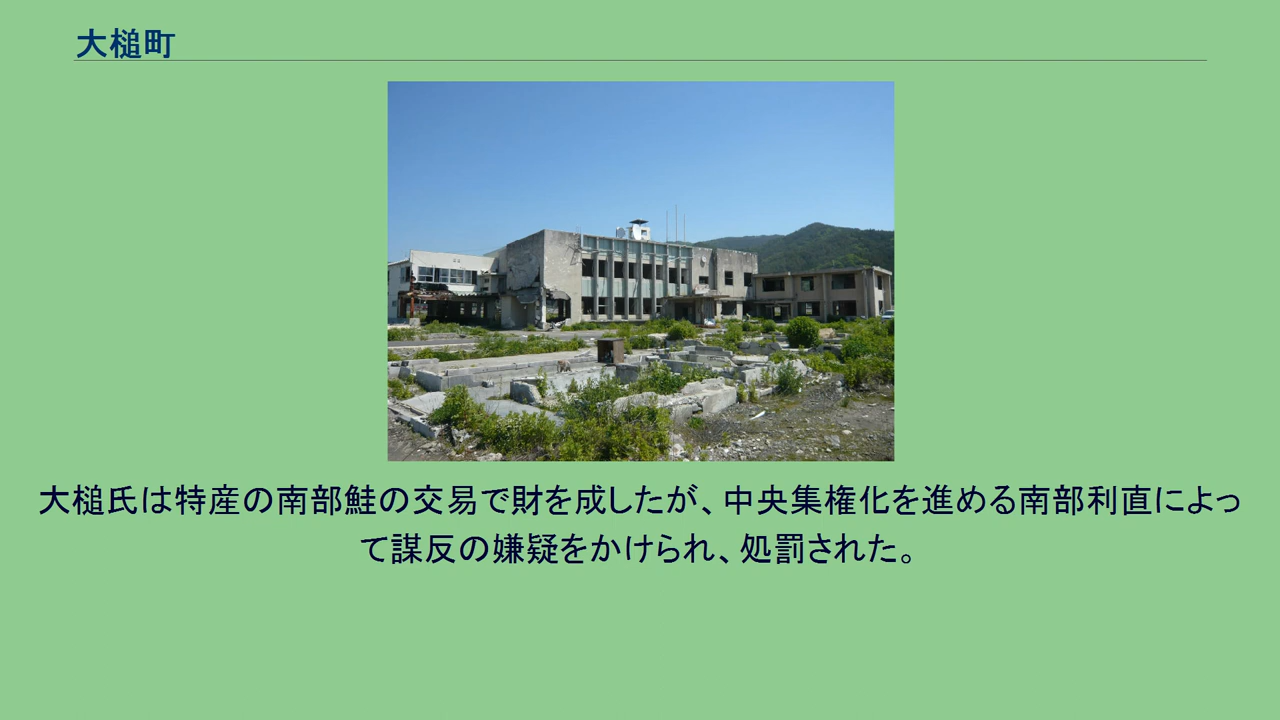 大槌町
大槌氏は特産の南部鮭の交易で財を成したが、中央集権化を進める南部利直によっ
て謀反の嫌疑をかけられ、処罰された。